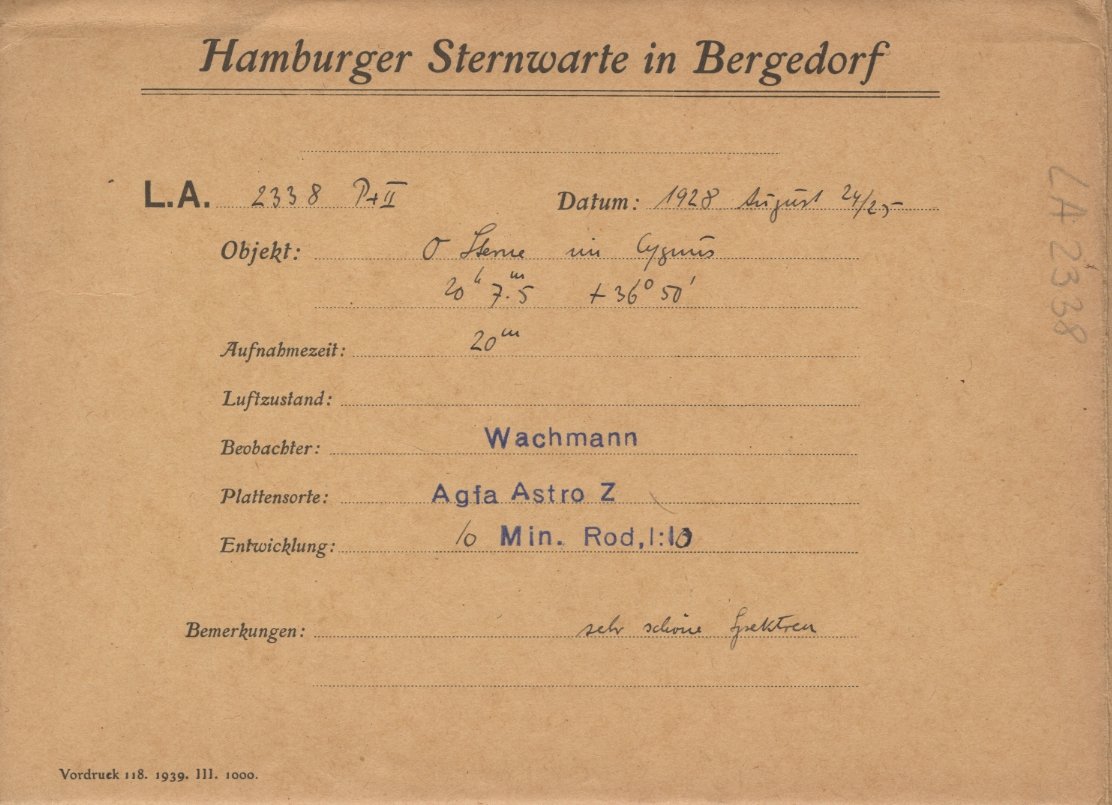 Hamburger Sternwarte in Bergedorf
L.A. 2338 P+II Datum: 1928 August 24/25
Objekt: O Sterne im Cygnus
20h 7m.5 +36° 50'
Aufnahmezeit: 20m
Luftzustand:
Beobachter: Wachmann
Plattensorte: Agfa Astro Z
Entwicklung: 10 Min. Rod, 1:10
Bemerkungen: sehr schöne Spektren
Vordruck 118. 1939. III. 1000.
LA 2338